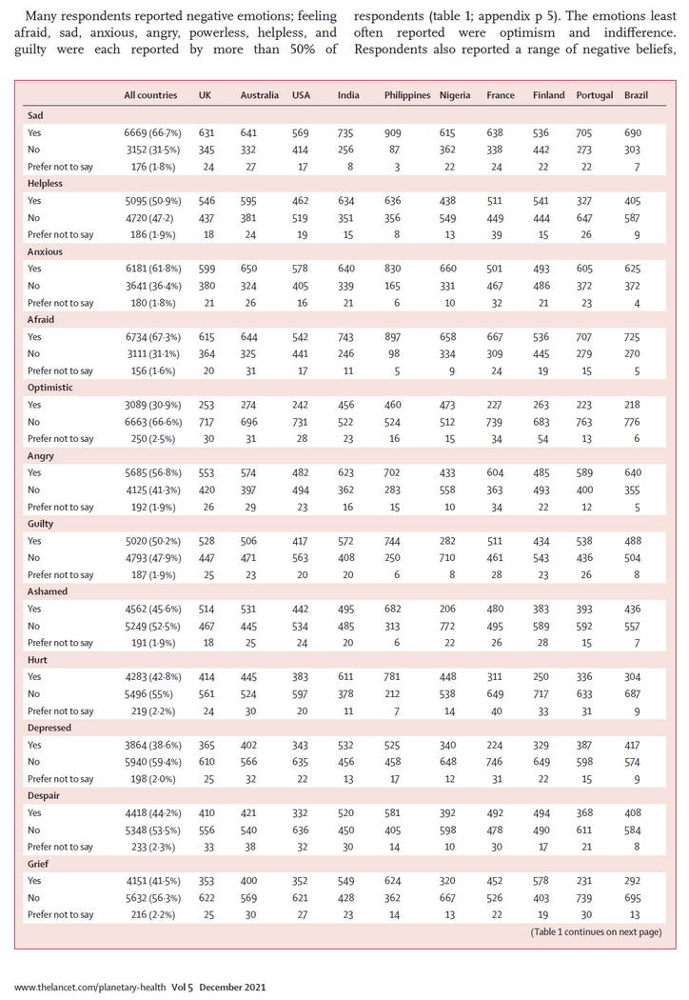 Many respondents reported negative emotions; feeling
afraid, sad, anxious, angry, powerless, helpless, and
guilty were each reported by more than 50% of
respondents (table 1; appendix p 5). The emotions least
often reported were optimism and indifference.
Respondents also reported a range of negative beliefs,
All countries UK Australia USA India Philippines Nigeria France Finland Portugal Brazil
Sad
Yes 6669 (66·7%) 631 641 569 735 909 615 638 536 705 690
No 3152 (31·5%) 345 332 414 256 87 362 338 442 273 303
Prefer not to say 176 (1·8%) 24 27 17 8 3 22 24 22 22 7
Helpless
Yes 5095 (50·9%) 546 595 462 634 636 438 511 541 327 405
No 4720 (47·2) 437 381 519 351 356 549 449 444 647 587
Prefer not to say 186 (1·9%) 18 24 19 15 8 13 39 15 26 9
Anxious
Yes 6181 (61·8%) 599 650 578 640 830 660 501 493 605 625
No 3641 (36·4%) 380 324 405 339 165 331 467 486 372 372
Prefer not to say 180 (1·8%) 21 26 16 21 6 10 32 21 23 4
Afraid
Yes 6734 (67·3%) 615 644 542 743 897 658 667 536 707 725
No 3111 (31·1%) 364 325 441 246 98 334 309 445 279 270
Prefer not to say 156 (1·6%) 20 31 17 11 5 9 24 19 15 5
Optimistic
Yes 3089 (30·9%) 253 274 242 456 460 473 227 263 223 218
No 6663 (66·6%) 717 696 731 522 524 512 739 683 763 776
Prefer not to say 250 (2·5%) 30 31 28 23 16 15 34 54 13 6
Angry
Yes 5685 (56·8%) 553 574 482 623 702 433 604 485 589 640
No 4125 (41·3%) 420 397 494 362 283 558 363 493 400 355
Prefer not to say 192 (1·9%) 26 29 23 16 15 10 34 22 12 5
Guilty
Yes 5020 (50·2%) 528 506 417 572 744 282 511 434 538 488
No 4793 (47·9%) 447 471 563 408 250 710 461 543 436 504
Prefer not to say 187 (1·9%) 25 23 20 20 6 8 28 23 26 8
Ashamed
Yes 4562 (45·6%) 514 531 442 495 682 206 480 383 393 436
No 5249 (52·5%) 467 445 534 485 313 772 495 589 592 557
Prefer not to say 191 (1·9%) 18 25 24 20 6 22 26 28 15 7
Hurt
Yes 4283 (42·8%) 414 445 383 611 781 448 311 250 336 304
No 5496 (55%) 561 524 597 378 212 538 649 717 633 687
Prefer not to say 219 (2·2%) 24 30 20 11 7 14 40 33 31 9
Depressed
Yes 3864 (38·6%) 365 402 343 532 525 340 224 329 387 417
No 5940 (59·4%) 610 566 635 456 458 648 746 649 598 574
Prefer not to say 198 (2·0%) 25 32 22 13 17 12 31 22 15 9
Despair
Yes 4418 (44·2%) 410 421 332 520 581 392 492 494 368 408
No 5348 (53·5%) 556 540 636 450 405 598 478 490 611 584
Prefer not to say 233 (2·3%) 33 38 32 30 14 10 30 17 21 8
Grief
Yes 4151 (41·5%) 353 400 352 549 624 320 452 578 231 292
No 5632 (56·3%) 622 569 621 428 362 667 526 403 739 695
Prefer not to say 216 (2·2%) 25 30 27 23 14 13 22 19 30 13
(Table 1 continues on next page)
www.thelancet.com/planetary-health Vol 5 December 2021